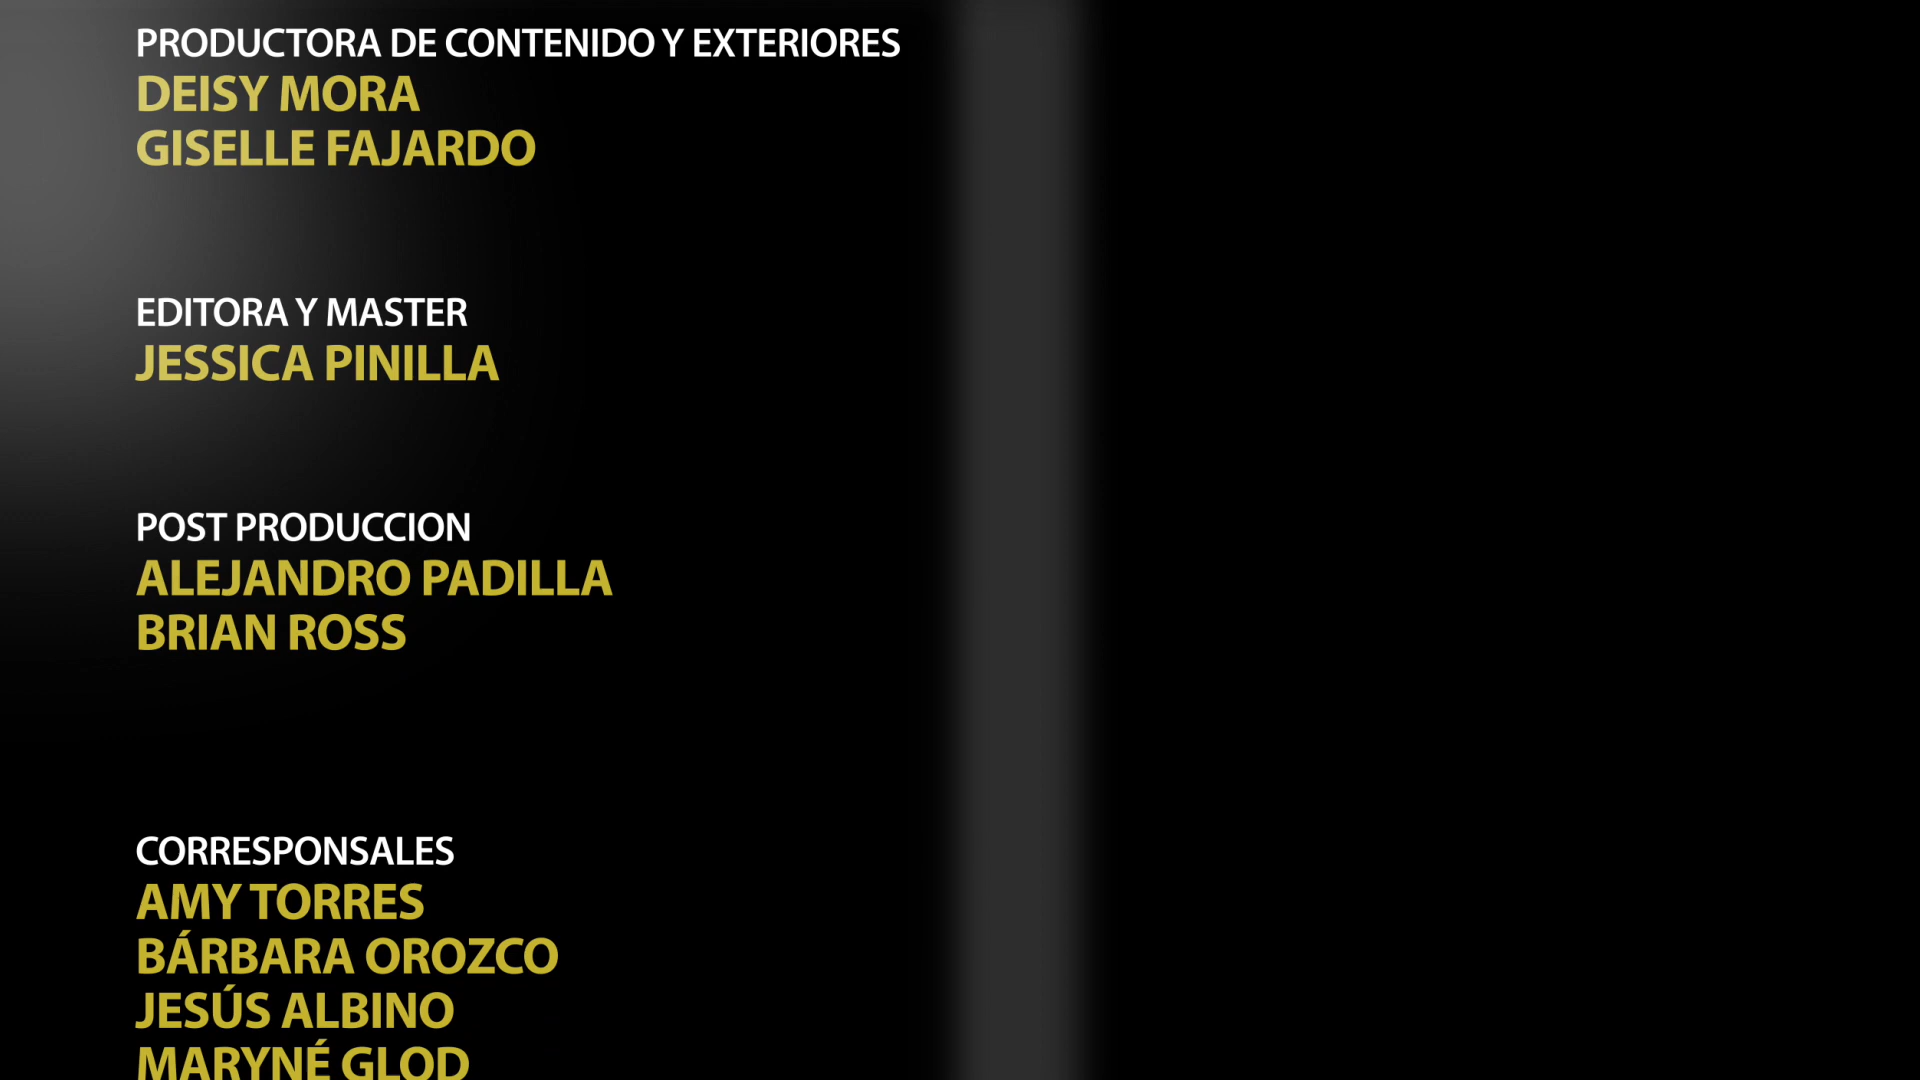 PRODUCTORA DE CONTENIDO Y EXTERIORES
DEISY MORA
GISELLE FAJARDO
EDITORA Y MASTER
JESSICA PINILLA
POST PRODUCCION
ALEJANDRO PADILLA
BRIAN ROSS
CORRESPONSALES
AMY TORRES
BÁRBARA OROZCO
JESÚS ALBINO
MARYNÉ GLOD